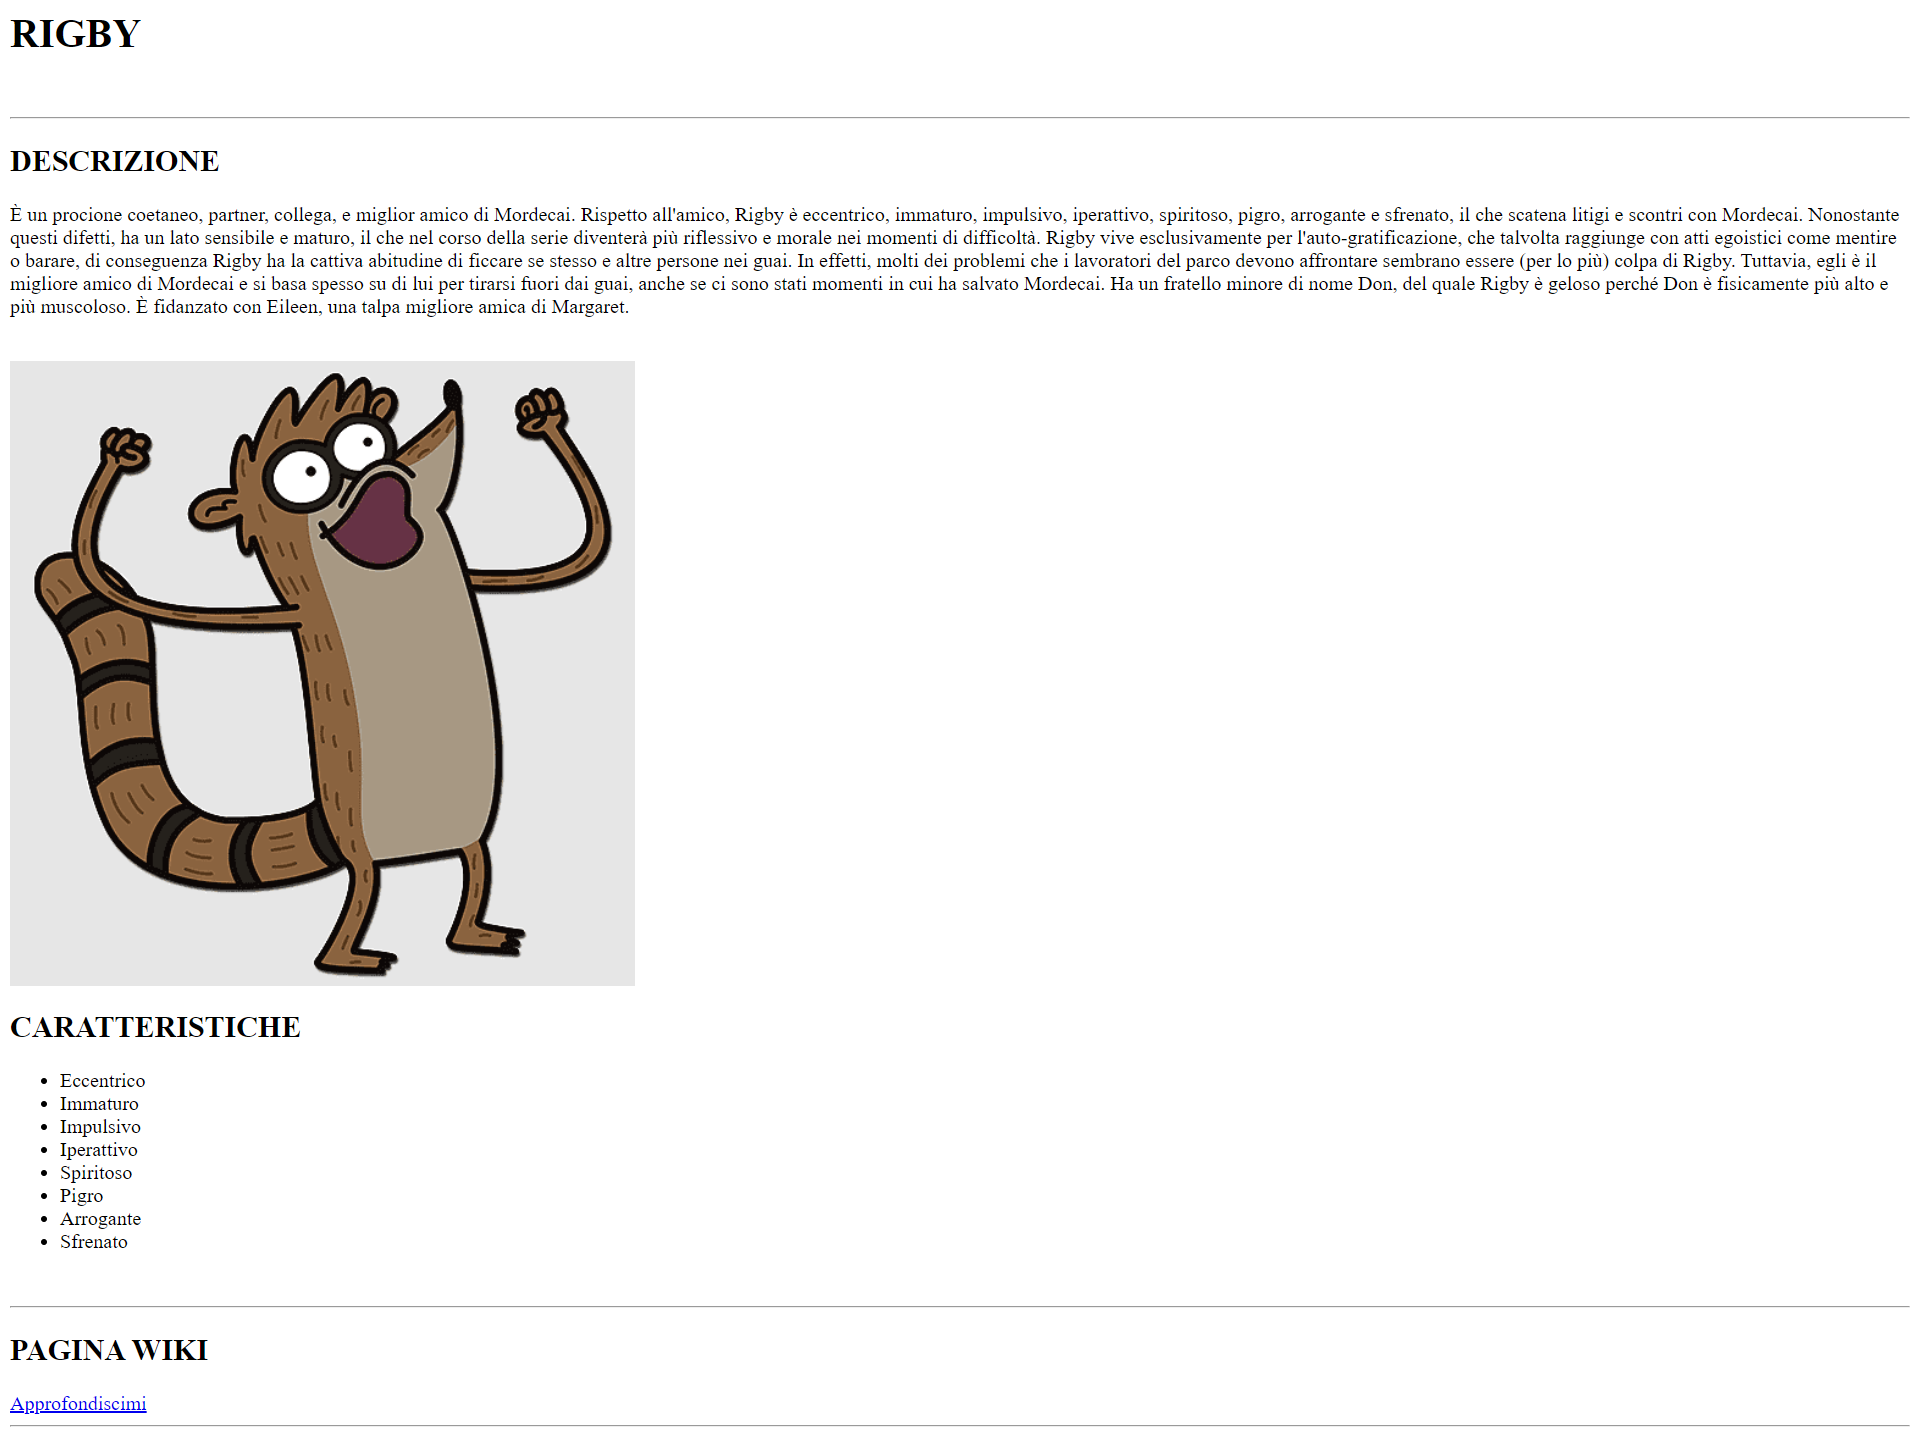 RIGBY
DESCRIZIONE
È un procione coetaneo, partner, collega, e miglior amico di Mordecai. Rispetto all'amico, Rigby è eccentrico, immaturo, impulsivo, iperattivo, spiritoso, pigro, arrogante e sfrenato, il che scatena litigi e scontri con Mordecai. Nonostante
questi difetti, ha un lato sensibile e maturo, il che nel corso della serie diventerà più riflessivo e morale nei momenti di difficoltà. Rigby vive esclusivamente per l'auto-gratificazione, che talvolta raggiunge con atti egoistici come mentire
o barare, di conseguenza Rigby ha la cattiva abitudine di ficcare se stesso e altre persone nei guai. In effetti, molti dei problemi che i lavoratori del parco devono affrontare sembrano essere (per lo più) colpa di Rigby. Tuttavia, egli è il
migliore amico di Mordecai e si basa spesso su di lui per tirarsi fuori dai guai, anche se ci sono stati momenti in cui ha salvato Mordecai. Ha un fratello minore di nome Don, del quale Rigby è geloso perché Don è fisicamente più alto e
più muscoloso. È fidanzato con Eileen, una talpa migliore amica di Margaret.
CARATTERISTICHE
• Eccentrico
• Immaturo
• Impulsivo
• Iperattivo
• Spiritoso
• Pigro
• Arrogante
• Sfrenato
PAGINA WIKI
Approfondiscimi